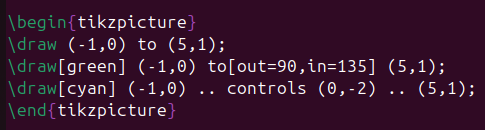 \begin{tikzpicture}
\draw (-1,0) to (5,1);
\draw[green] (-1,0) to[out=90,in=135] (5,1);
\draw[cyan] (-1,0) .. controls (0,-2) .. (5,1);
\end{tikzpicture}